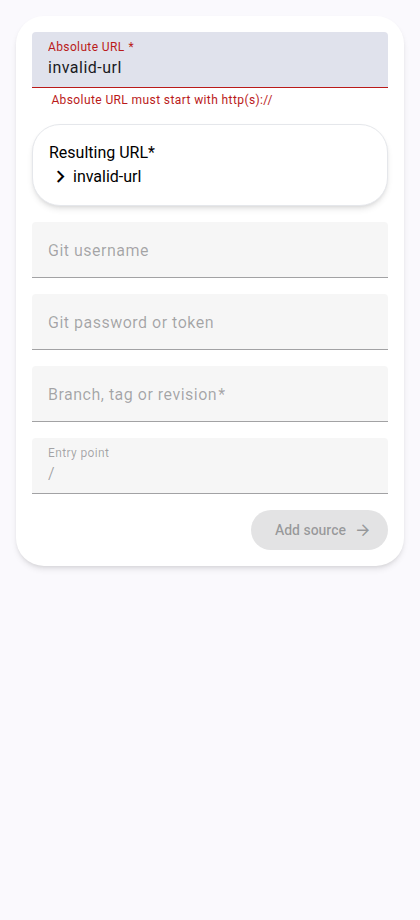 Absolute URL *
invalid-url
Absolute URL must start with http(s)://
Resulting URL*
invalid-url
Git username
Git password or token
Branch, tag or revision*
Entry point
/
Add source